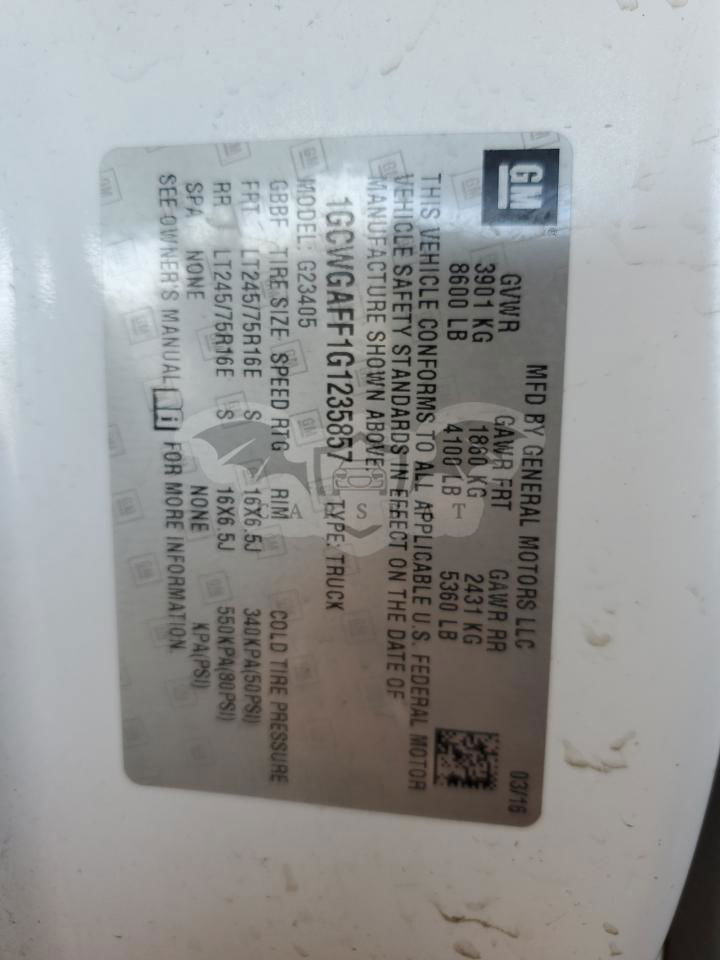 GM
MFD BY GENERAL MOTORS LLC 03/16
GVWR GAWR FRT GAWR RR
3901 KG 1860 KG 2431 KG
8600 LB 4100 LB 5360 LB
THIS VEHICLE CONFORMS TO ALL APPLICABLE U.S. FEDERAL MOTOR
VEHICLE SAFETY STANDARDS IN EFFECT ON THE DATE OF
MANUFACTURE SHOWN ABOVE.
1GCWGAFF1G1235857 TYPE: TRUCK
MODEL: G23405
GBBF TIRE SIZE SPEED RTG RIM COLD TIRE PRESSURE
FRT LT245/75R16E S 16X6.5J 340KPA(50PSI)
RR LT245/75R16E S 16X6.5J 550KPA(80PSI)
SPA NONE NONE KPA(PSI)
SEE OWNER'S MANUAL i FOR MORE INFORMATION.